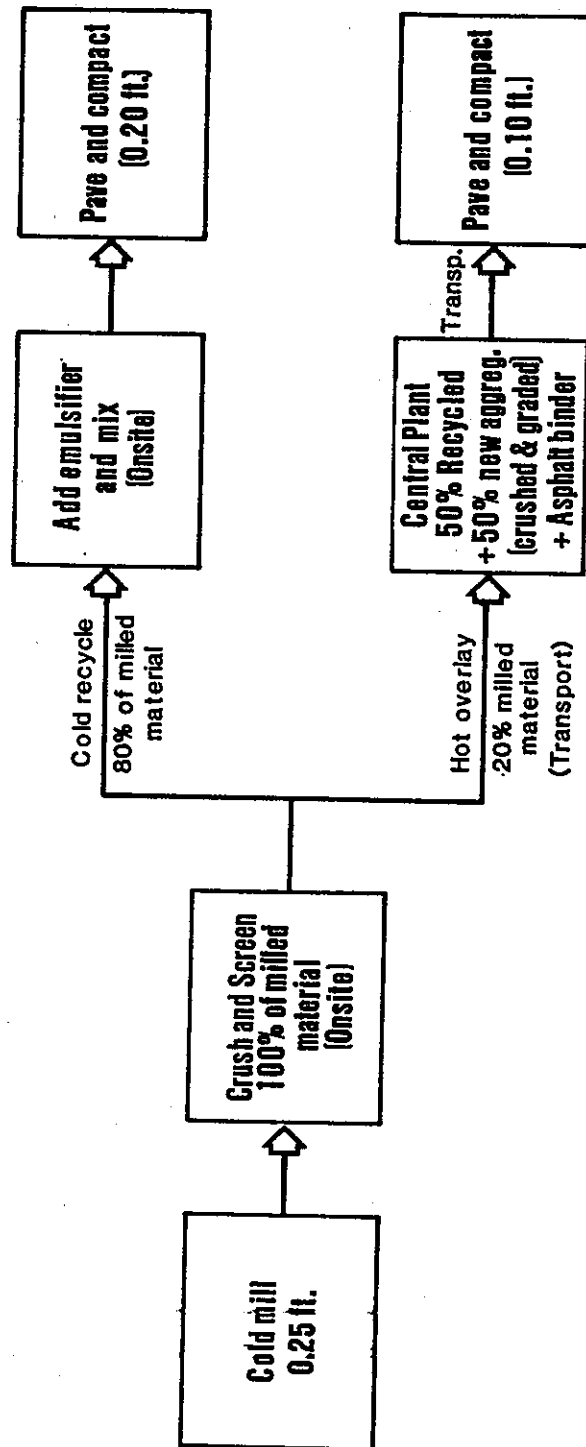 Cold mill
0.25 ft.
Crush and Screen
100% of milled
material
(Onsite)
Cold recycle
80% of milled
material
Add emulsifier
and mix
(Onsite)
Pave and compact
(0.20 ft.)
Hot overlay
20% milled
material
(Transport)
Central Plant
50% Recycled
+50% new aggreg.
(crushed & graded)
+ Asphalt binder
Transp.
Pave and compact
(0.10 ft.)